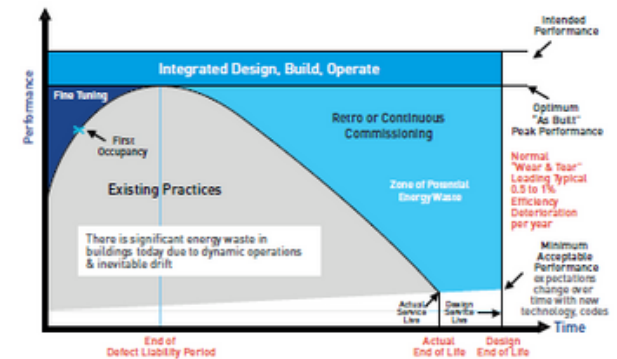 Intended
Performance
Integrated Design, Build, Operate
Performance
Fine Tuning
First
Occupancy
Retro or Continuous
Commissioning
Optimum
"As Built"
Peak Performance
Existing Practices
Zone of Potential
Energy Waste
Normal
"Wear & Tear"
Leading Typical
0.5 to 1%
Efficiency
Deterioration
per year
There is significant energy waste in
buildings today due to dynamic operations
& inevitable drift
Minimum
Acceptable
Performance
expectations
change over
time with new
technology, codes
Actual
Service
Live
Design
Service
Live
Time
End of
Defect Liability Period
Actual
End of Life
Design
End of Life